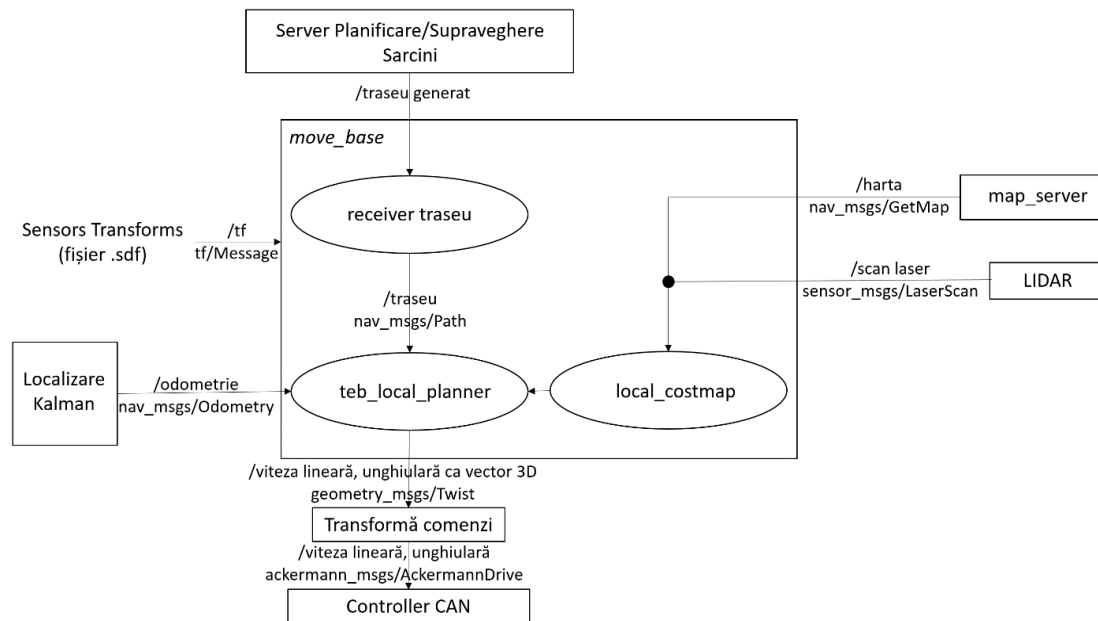 Server Planificare/Supraveghere
Sarcini
/traseu generat
move_base
receiver traseu
/harta
nav_msgs/GetMap
map_server
Sensors Transforms
(fișier .sdf)
/tf
tf/Message
/scan laser
sensor_msgs/LaserScan
LIDAR
/traseu
nav_msgs/Path
Localizare
Kalman
/odometrie
nav_msgs/Odometry
teb_local_planner
local_costmap
/viteza lineară, unghiulară ca vector 3D
geometry_msgs/Twist
Transformă comenzi
/viteza lineară, unghiulară
ackermann_msgs/AckermannDrive
Controller CAN